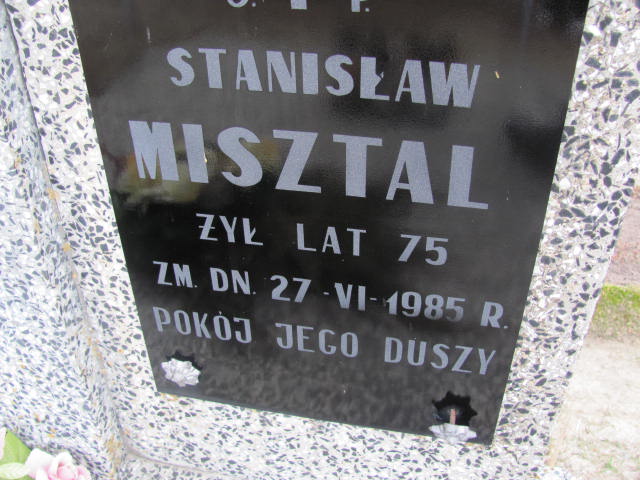 STANISŁAW
MISZTAL
ŻYŁ LAT 75
ZM. DN. 27-VI-1985 R.
POKÓJ JEGO DUSZY